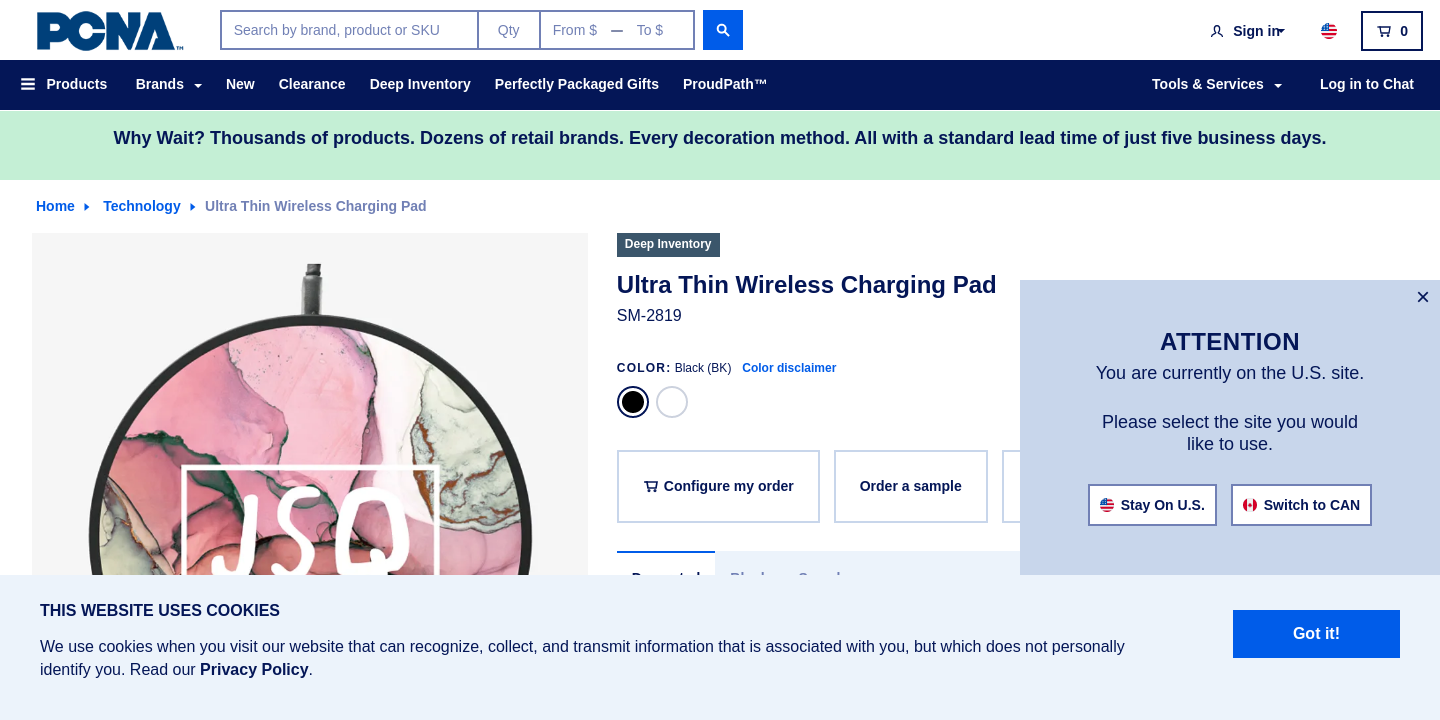 PCNA™
Search by brand, product or SKU
Qty
From $ — To $
Sign in
0
Products
Brands
New
Clearance
Deep Inventory
Perfectly Packaged Gifts
ProudPath™
Tools & Services
Log in to Chat
Why Wait? Thousands of products. Dozens of retail brands. Every decoration method. All with a standard lead time of just five business days.
Home
Technology
Ultra Thin Wireless Charging Pad
JSQ
Deep Inventory
Ultra Thin Wireless Charging Pad
SM-2819
COLOR: Black (BK) Color disclaimer
Configure my order
Order a sample
×
ATTENTION
You are currently on the U.S. site.
Please select the site you would
like to use.
Stay On U.S.
Switch to CAN
THIS WEBSITE USES COOKIES
We use cookies when you visit our website that can recognize, collect, and transmit information that is associated with you, but which does not personally
identify you. Read our Privacy Policy.
Got it!